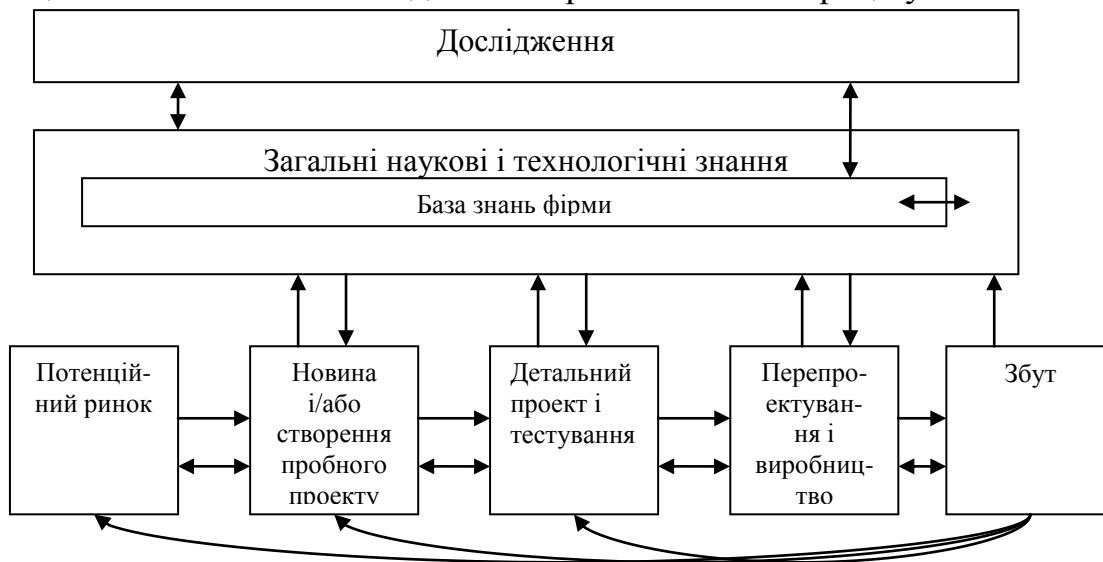 Дослідження
Загальні наукові і технологічні знання
База знань фірми
Потенцій-
ний ринок
Новина
і/або
створення
пробного
проекту
Детальний
проект і
тестування
Перепро-
ектуван-
ня і
виробниц-
тво
Збут